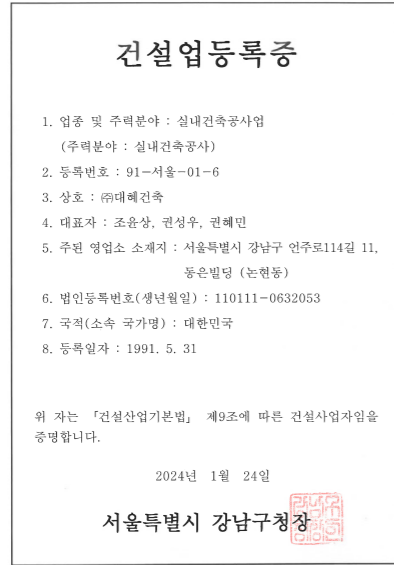 건설업등록증
1. 업종 및 주력분야 : 실내건축공사업
(주력분야 : 실내건축공사)
2. 등록번호 : 91-서울-01-6
3. 상호 : ㈜대혜건축
4. 대표자 : 조윤상, 권성우, 권혜민
5. 주된 영업소 소재지 : 서울특별시 강남구 언주로114길 11,
동은빌딩 (논현동)
6. 법인등록번호(생년월일) : 110111-0632053
7. 국적(소속 국가명) : 대한민국
8. 등록일자 : 1991. 5. 31
위 자는 「건설산업기본법」 제9조에 따른 건설사업자임을
증명합니다.
2024년 1월 24일
서울특별시 강남구청장